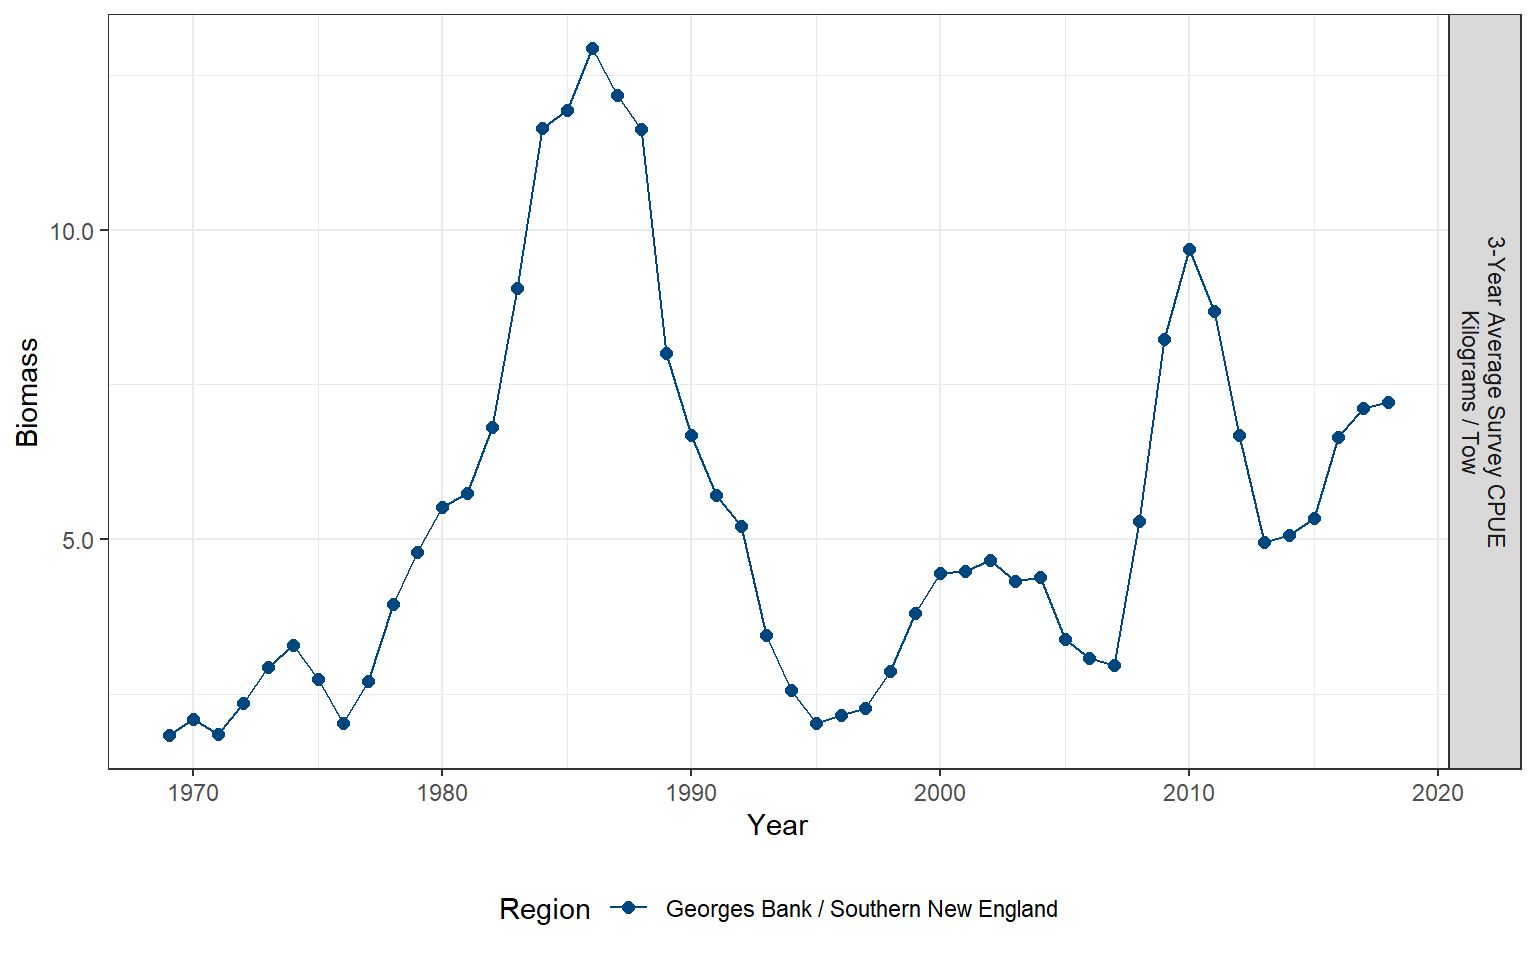 10.0
5.0
Biomass
1970 1980 1990 2000 2010 2020
Year
3-Year Average Survey CPUE
Kilograms / Tow
Region Georges Bank / Southern New England